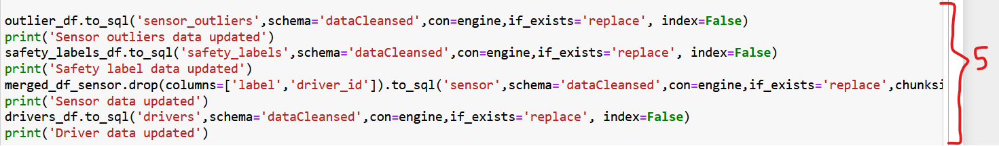 outlier_df.to_sql('sensor_outliers',schema='dataCleansed',con=engine,if_exists='replace', index=False)
print('Sensor outliers data updated')
safety_labels_df.to_sql('safety_labels',schema='dataCleansed',con=engine,if_exists='replace', index=False)
print('Safety label data updated')
merged_df_sensor.drop(columns=['label','driver_id']).to_sql('sensor',schema='dataCleansed',con=engine,if_exists='replace',chunksi
print('Sensor data updated')
drivers_df.to_sql('drivers',schema='dataCleansed',con=engine,if_exists='replace', index=False)
print('Driver data updated')
5